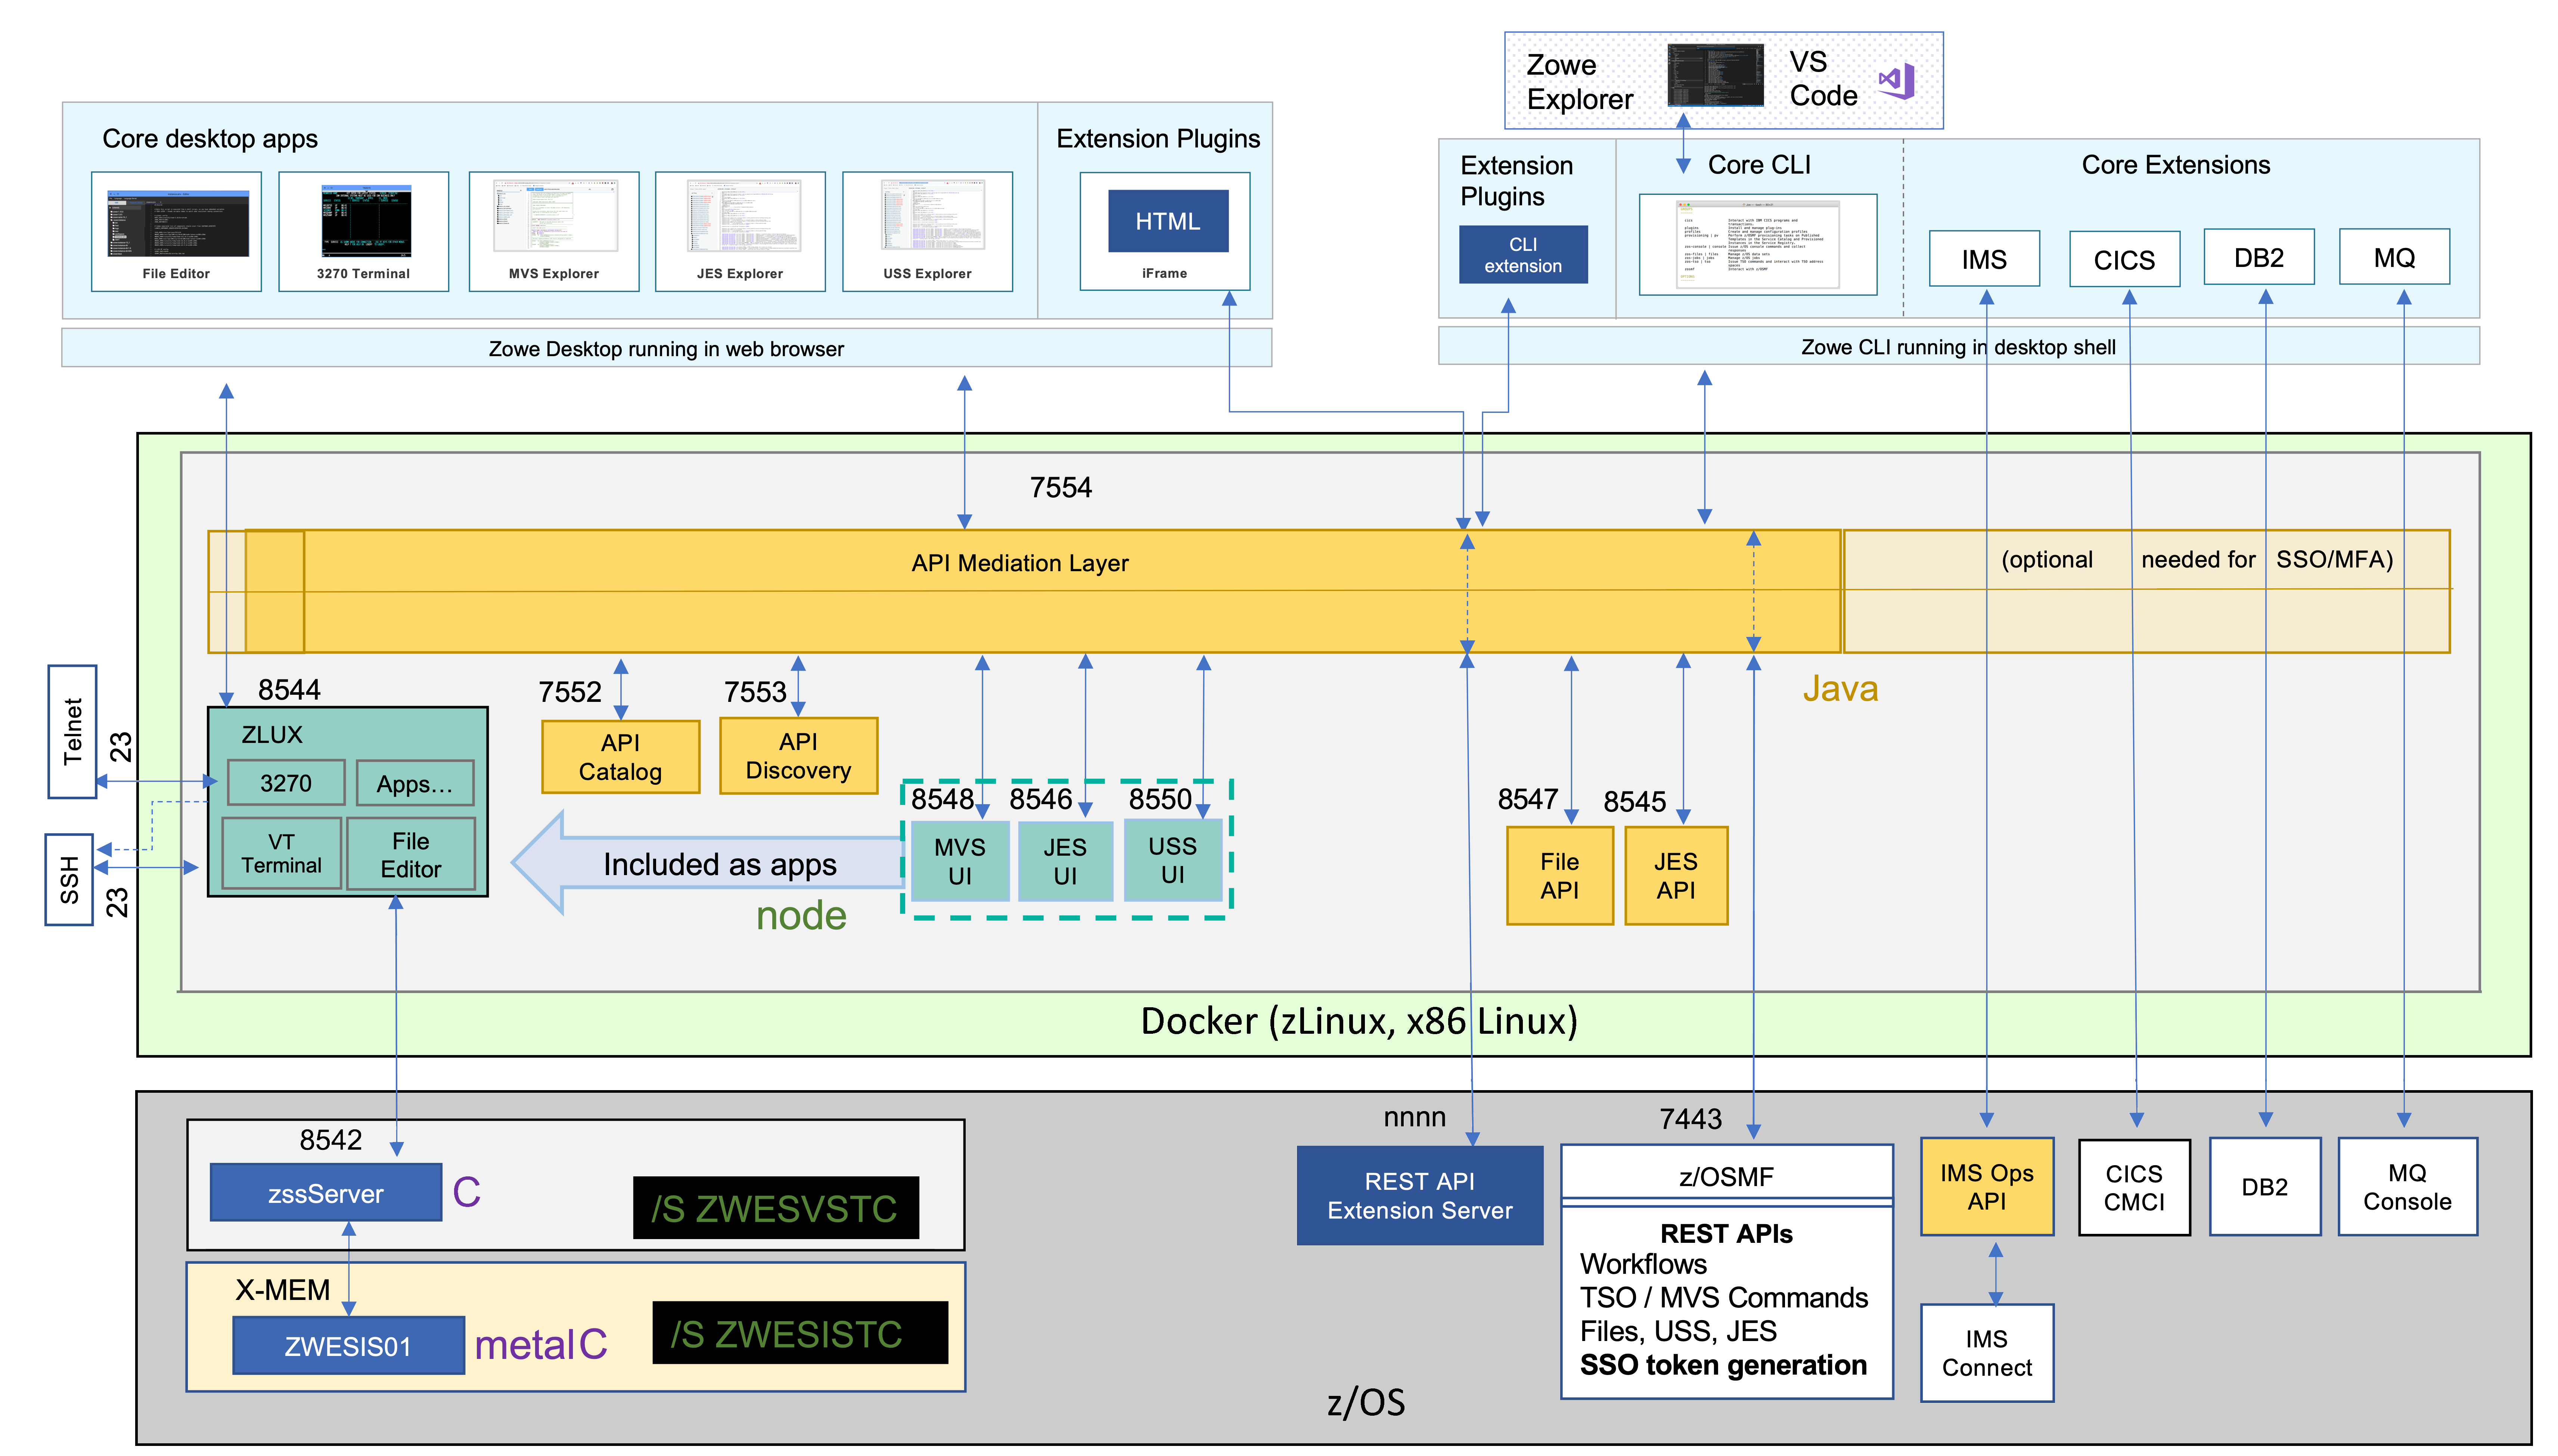 Zowe
Explorer
VS
Code
Core desktop apps
Extension Plugins
File Editor
3270 Terminal
MVS Explorer
JES Explorer
USS Explorer
HTML
iFrame
Zowe Desktop running in web browser
Extension
Plugins
CLI
extension
Core CLI
Core Extensions
IMS
CICS
DB2
MQ
Zowe CLI running in desktop shell
7554
API Mediation Layer
(optional needed for SSO/MFA)
Java
Telnet
23
SSH
23
8544
ZLUX
3270
Apps...
VT
Terminal
File
Editor
7552
API
Catalog
7553
API
Discovery
Included as apps
node
8548
MVS
UI
8546
JES
UI
8550
USS
UI
8547
File
API
8545
JES
API
Docker (zLinux, x86 Linux)
8542
zssServer
C
/S ZWESVSTC
X-MEM
ZWESIS01
metalC
/S ZWESISTC
nnnn
REST API
Extension Server
7443
z/OSMF
REST APIs
Workflows
TSO / MVS Commands
Files, USS, JES
SSO token generation
IMS Ops
API
IMS
Connect
CICS
CMCI
DB2
MQ
Console
z/OS